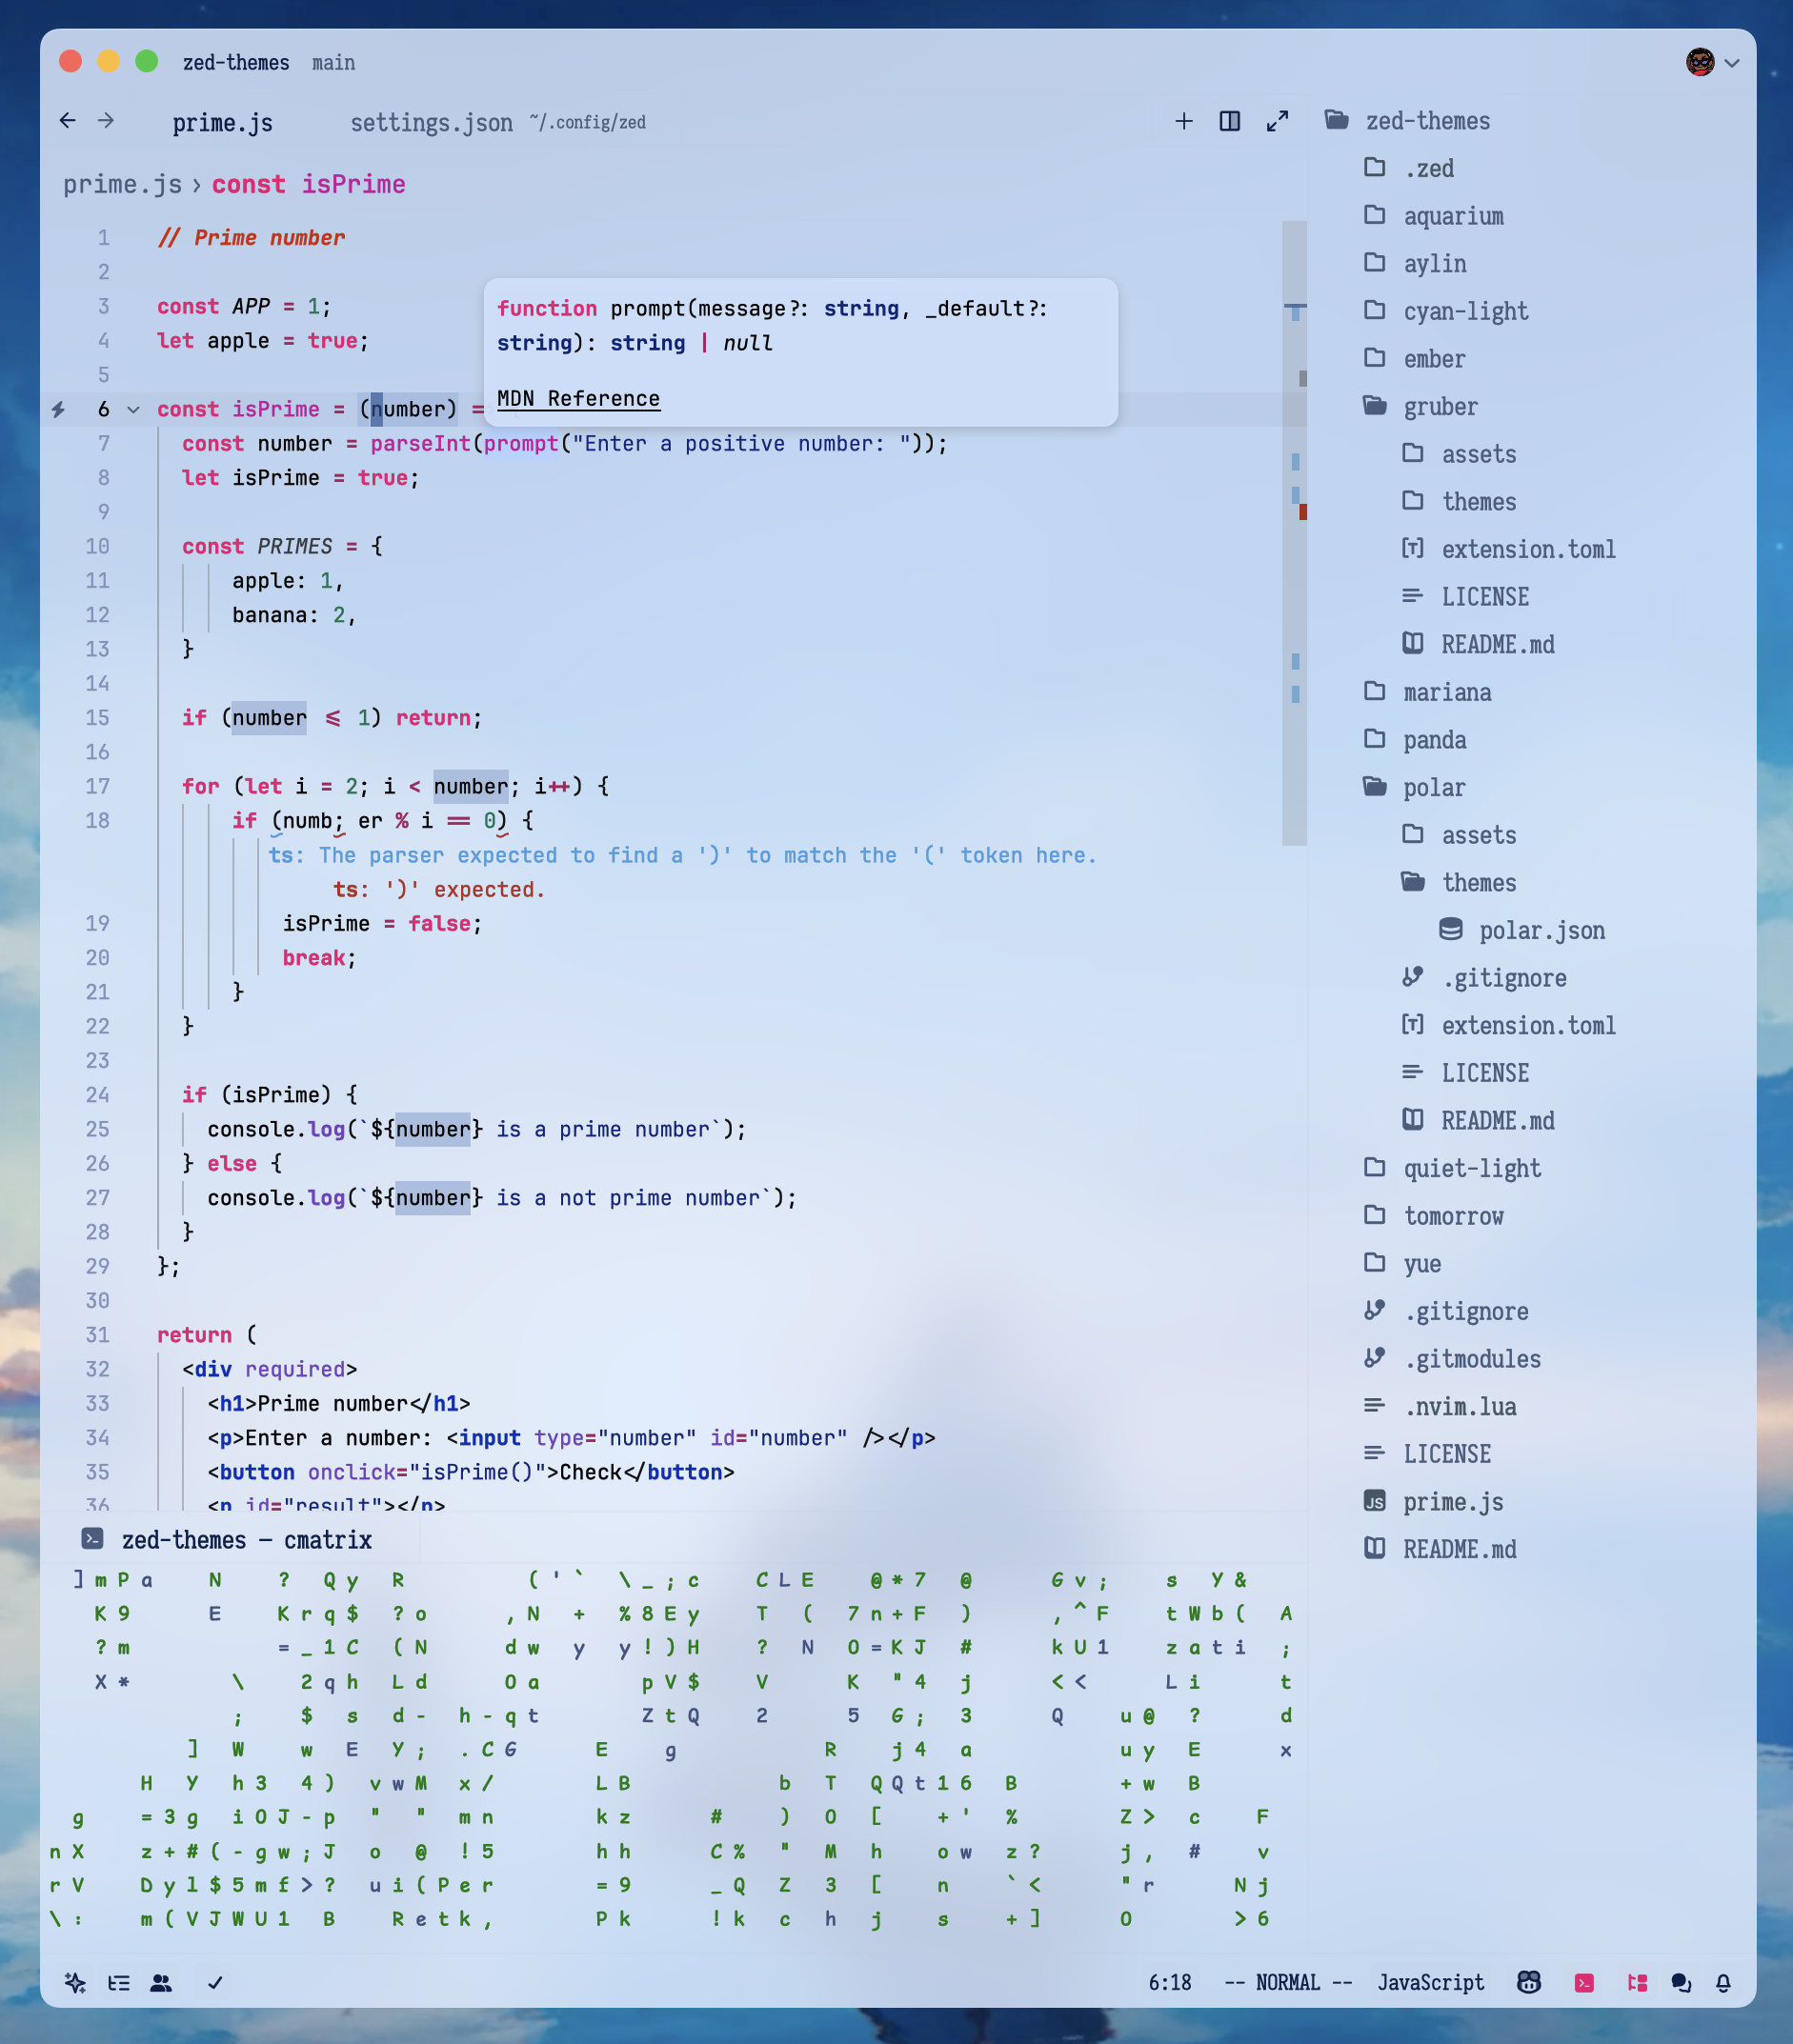 zed-themes main
prime.js settings.json ~/.config/zed
prime.js › const isPrime
1 // Prime number
2
3 const APP = 1;
4 let apple = true;
5
6 const isPrime = (number) =
function prompt(message?: string, _default?:
string): string | null
MDN Reference
7 const number = parseInt(prompt("Enter a positive number: "));
8 let isPrime = true;
9
10 const PRIMES = {
11 apple: 1,
12 banana: 2,
13 }
14
15 if (number <= 1) return;
16
17 for (let i = 2; i < number; i++) {
18 if (numb; er % i == 0) {
ts: The parser expected to find a ')' to match the '(' token here.
ts: ')' expected.
19 isPrime = false;
20 break;
21 }
22 }
23
24 if (isPrime) {
25 console.log(`${number} is a prime number`);
26 } else {
27 console.log(`${number} is a not prime number`);
28 }
29 };
30
31 return (
32 <div required>
33 <h1>Prime number</h1>
34 <p>Enter a number: <input type="number" id="number" /></p>
35 <button onclick="isPrime()">Check</button>
36 <p id="result"></p>
zed-themes — cmatrix
] m P a N ? Q y R ( ' ` \ _ ; c C L E @ * 7 @ G v ; s Y &
K 9 E K r q $ ? o , N + % 8 E y T ( 7 n + F ) , ^ F t W b ( A
? m = _ 1 C ( N d w y y ! ) H ? N O = K J # k U 1 z a t i ;
X * \ 2 q h L d O a p V $ V K " 4 j < < L i t
; $ s d - h - q t Z t Q 2 5 G ; 3 Q u @ ? d
] W w E Y ; . C G E g R j 4 a u y E x
H Y h 3 4 ) v w M x / L B b T Q Q t 1 6 B + w B
g = 3 g i O J - p " " m n k z # ) O [ + ' % Z > c F
n X z + # ( - g w ; J o @ ! 5 h h C % " M h o w z ? j , # v
r V D y l $ 5 m f > ? u i ( P e r = 9 _ Q Z 3 [ n ` < " r N j
\ : m ( V J W U 1 B R e t k , P k ! k c h j s + ] O > 6
6:18 -- NORMAL -- JavaScript
zed-themes
.zed
aquarium
aylin
cyan-light
ember
gruber
assets
themes
extension.toml
LICENSE
README.md
mariana
panda
polar
assets
themes
polar.json
.gitignore
extension.toml
LICENSE
README.md
quiet-light
tomorrow
yue
.gitignore
.gitmodules
.nvim.lua
LICENSE
JS prime.js
README.md